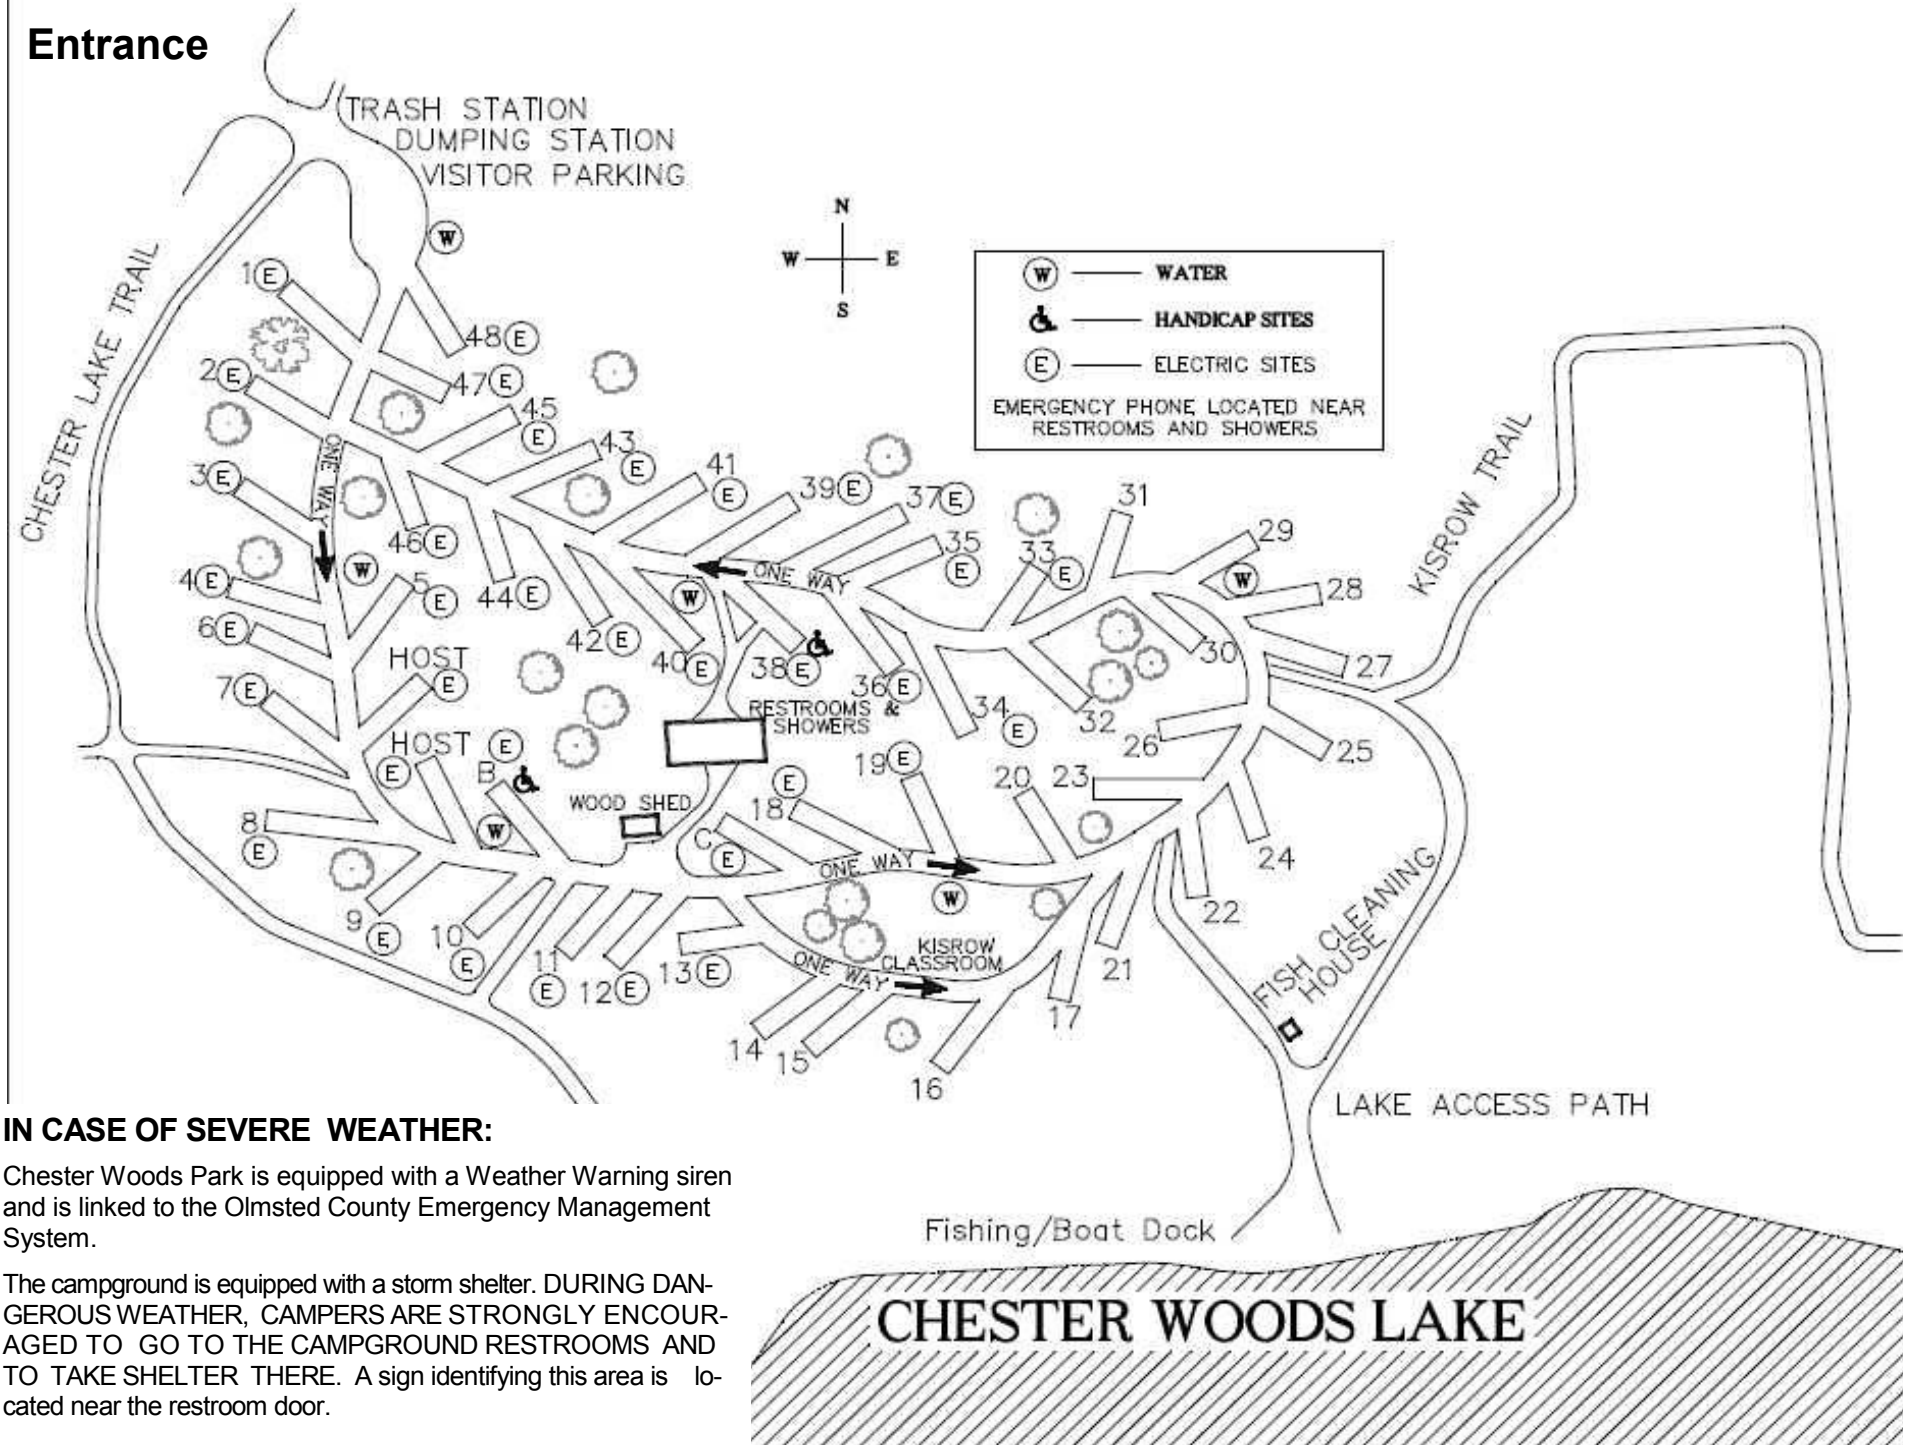 Entrance
TRASH STATION
DUMPING STATION
VISITOR PARKING
W
N
W E
S
W WATER
HANDICAP SITES
E ELECTRIC SITES
EMERGENCY PHONE LOCATED NEAR
RESTROOMS AND SHOWERS
CHESTER LAKE TRAIL
KISROW TRAIL
1 E
48 E
2 E
47 E
45
E
43
E
ONE WAY
3 E
46 E
41
E
39 E
37 E
35
E
33
E
31
29
W
28
4 E
W
5
E
44 E
42 E
W
ONE WAY
6 E
HOST
E
40 E
38 E
36 E
34
E
32
30
27
7 E
HOST
E
E
B
RESTROOMS &
SHOWERS
26
25
8
E
W
WOOD SHED
C
E
E
18
19 E
20
23
24
ONE WAY
W
22
9
E
10
E
11
E
12 E
13 E
KISROW
CLASSROOM
ONE WAY
21
17
14
15
16
FISH CLEANING
HOUSE
LAKE ACCESS PATH
Fishing/Boat Dock
CHESTER WOODS LAKE
IN CASE OF SEVERE WEATHER:
Chester Woods Park is equipped with a Weather Warning siren
and is linked to the Olmsted County Emergency Management
System.
The campground is equipped with a storm shelter. DURING DAN-
GEROUS WEATHER, CAMPERS ARE STRONGLY ENCOUR-
AGED TO GO TO THE CAMPGROUND RESTROOMS AND
TO TAKE SHELTER THERE. A sign identifying this area is lo-
cated near the restroom door.